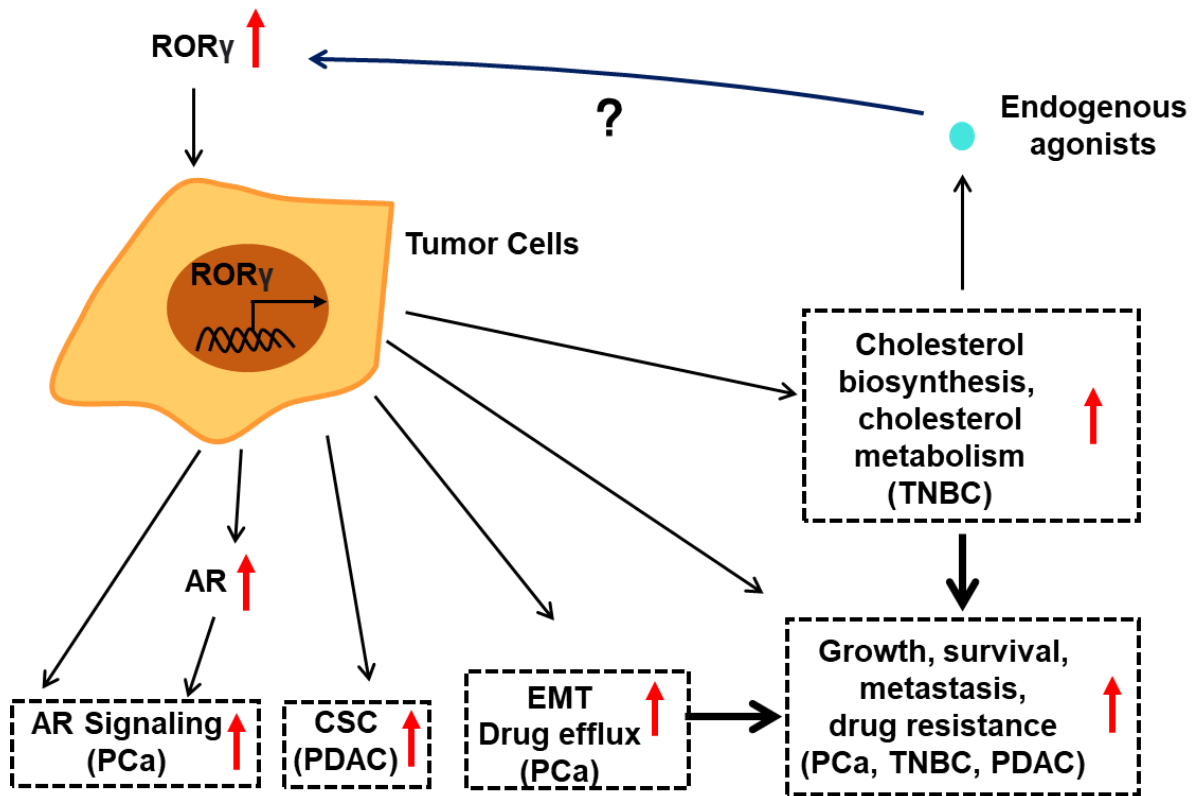 RORγ
?
Endogenous
agonists
Tumor Cells
RORγ
Cholesterol
biosynthesis,
cholesterol
metabolism
(TNBC)
AR
AR Signaling
(PCa)
CSC
(PDAC)
EMT
Drug efflux
(PCa)
Growth, survival,
metastasis,
drug resistance
(PCa, TNBC, PDAC)